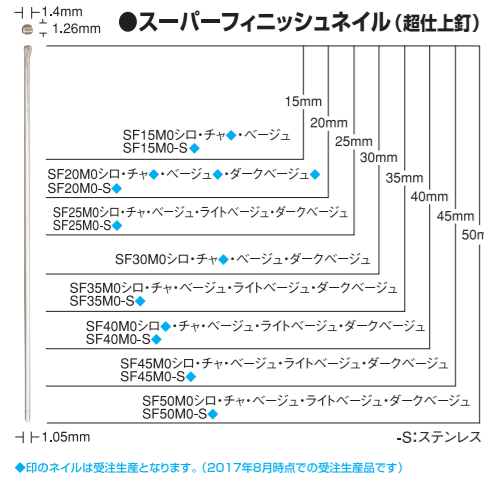 1.4mm
1.26mm
●スーパーフィニッシュネイル（超仕上釘）
15mm
20mm
25mm
30mm
35mm
40mm
45mm
50m
SF15M0シロ・チャ◆・ベージュ
SF15M0-S◆
SF20M0シロ・チャ◆・ベージュ◆・ダークベージュ◆
SF20M0-S◆
SF25M0シロ・チャ・ベージュ・ライトベージュ・ダークベージュ
SF25M0-S◆
SF30M0シロ・チャ◆・ベージュ・ダークベージュ
SF35M0シロ・チャ・ベージュ・ライトベージュ・ダークベージュ
SF35M0-S◆
SF40M0シロ◆・チャ・ベージュ・ライトベージュ・ダークベージュ
SF40M0-S◆
SF45M0シロ・チャ・ベージュ・ライトベージュ・ダークベージュ
SF45M0-S◆
SF50M0シロ・チャ・ベージュ・ライトベージュ・ダークベージュ
SF50M0-S◆
1.05mm
-S：ステンレス
◆印のネイルは受注生産となります。（2017年8月時点での受注生産品です）